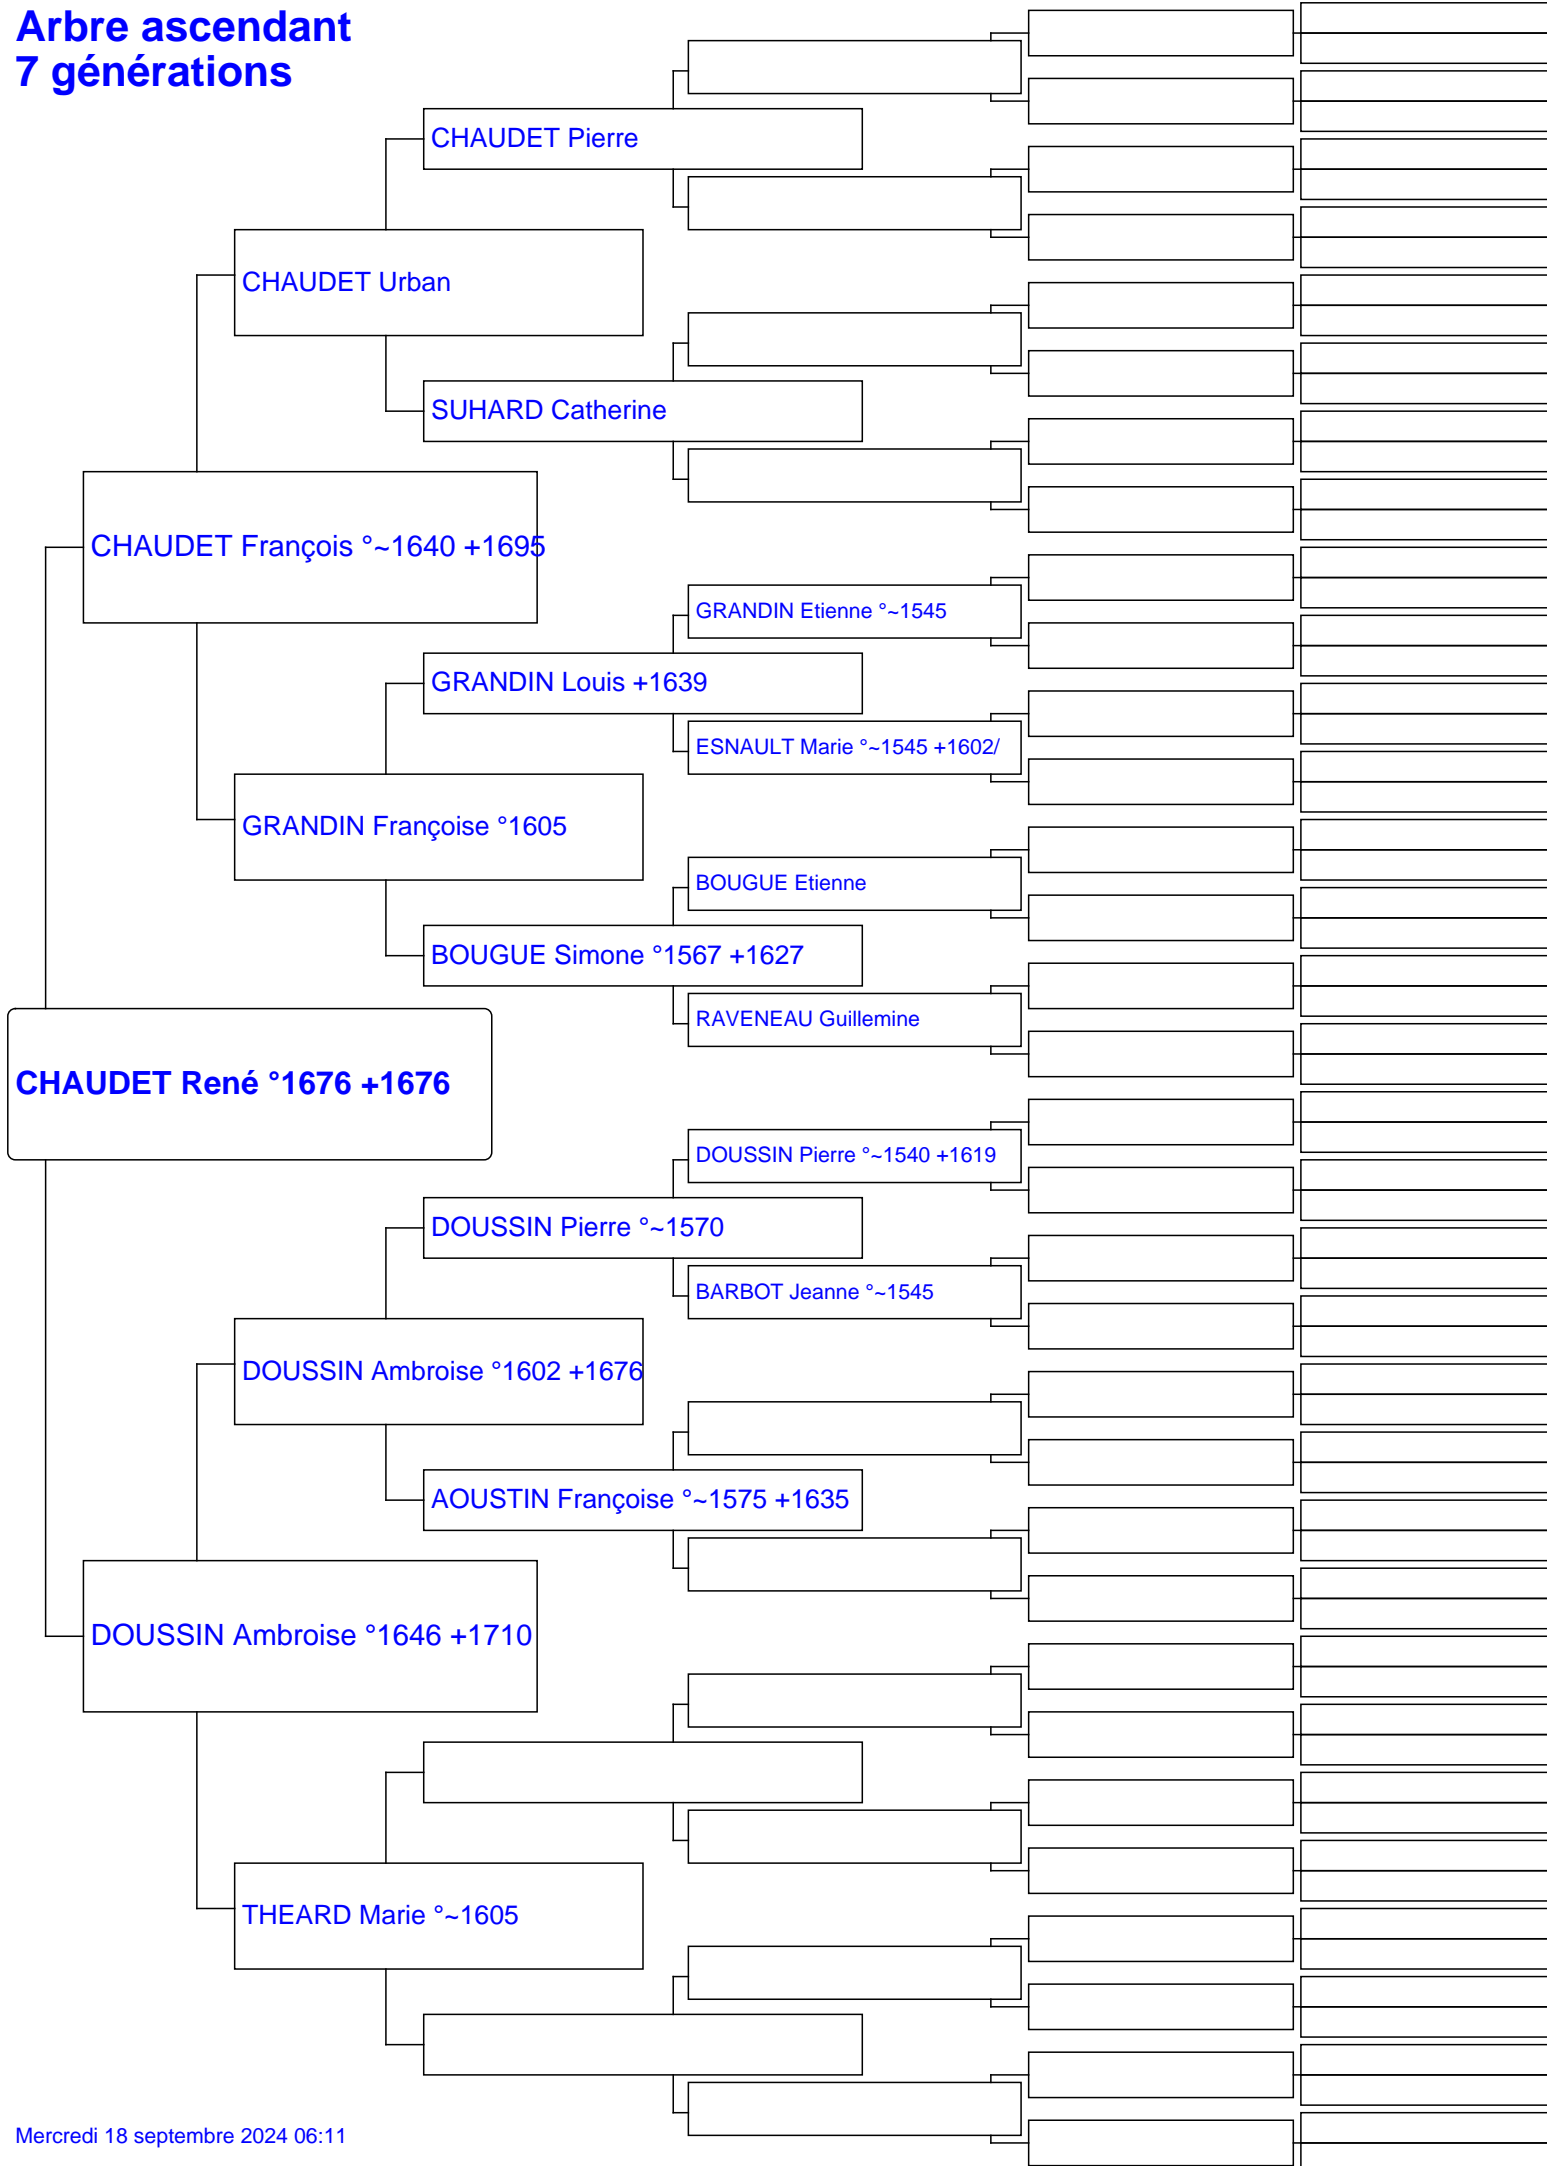 Arbre ascendant
7 générations
CHAUDET Pierre
CHAUDET Urban
SUHARD Catherine
CHAUDET François °~1640 +1695
GRANDIN Etienne °~1545
GRANDIN Louis +1639
ESNAULT Marie °~1545 +1602/
GRANDIN Françoise °1605
BOUGUE Etienne
BOUGUE Simone °1567 +1627
RAVENEAU Guillemine
CHAUDET René °1676 +1676
DOUSSIN Pierre °~1540 +1619
DOUSSIN Pierre °~1570
BARBOT Jeanne °~1545
DOUSSIN Ambroise °1602 +1676
AOUSTIN Françoise °~1575 +1635
DOUSSIN Ambroise °1646 +1710
THEARD Marie °~1605
Mercredi 18 septembre 2024 06:11